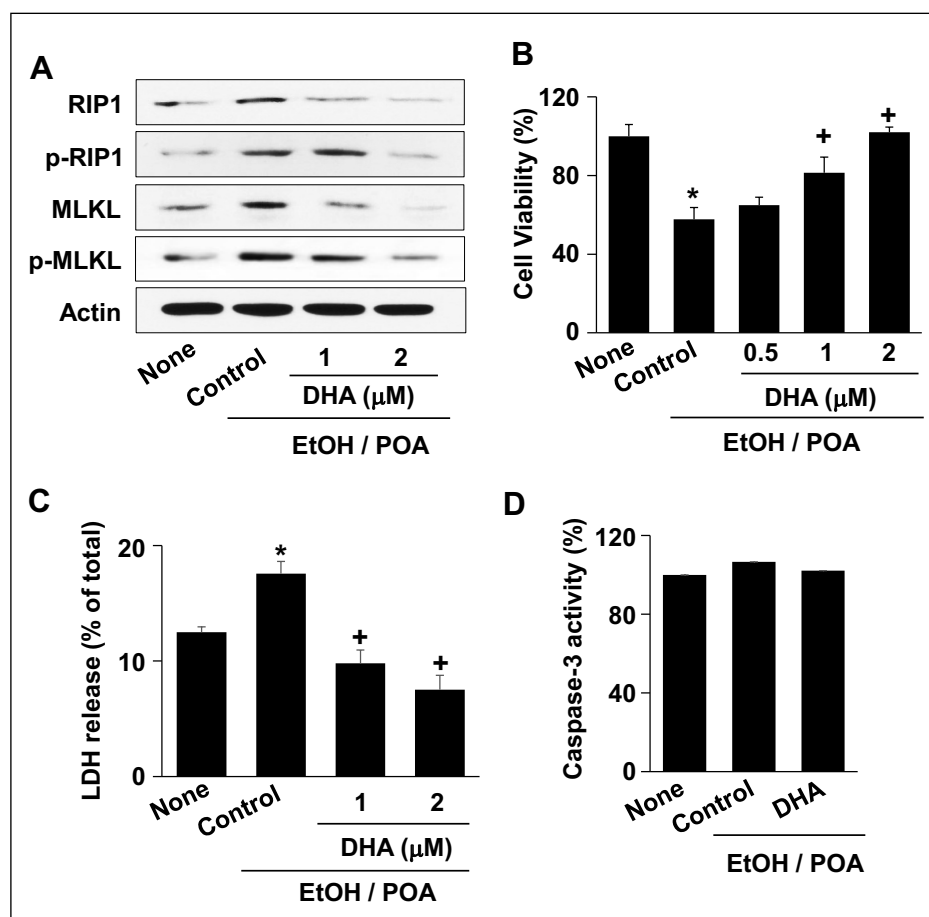 A
RIP1
p-RIP1
MLKL
p-MLKL
Actin
None
Control
1 2
DHA (μM)
EtOH / POA
B
Cell Viability (%)
120
80
40
0
*
+
+
None
Control
0.5 1 2
DHA (μM)
EtOH / POA
C
LDH release (% of total)
20
10
0
*
+
+
None
Control
1 2
DHA (μM)
EtOH / POA
D
Caspase-3 activity (%)
120
80
40
0
None
Control
DHA
EtOH / POA